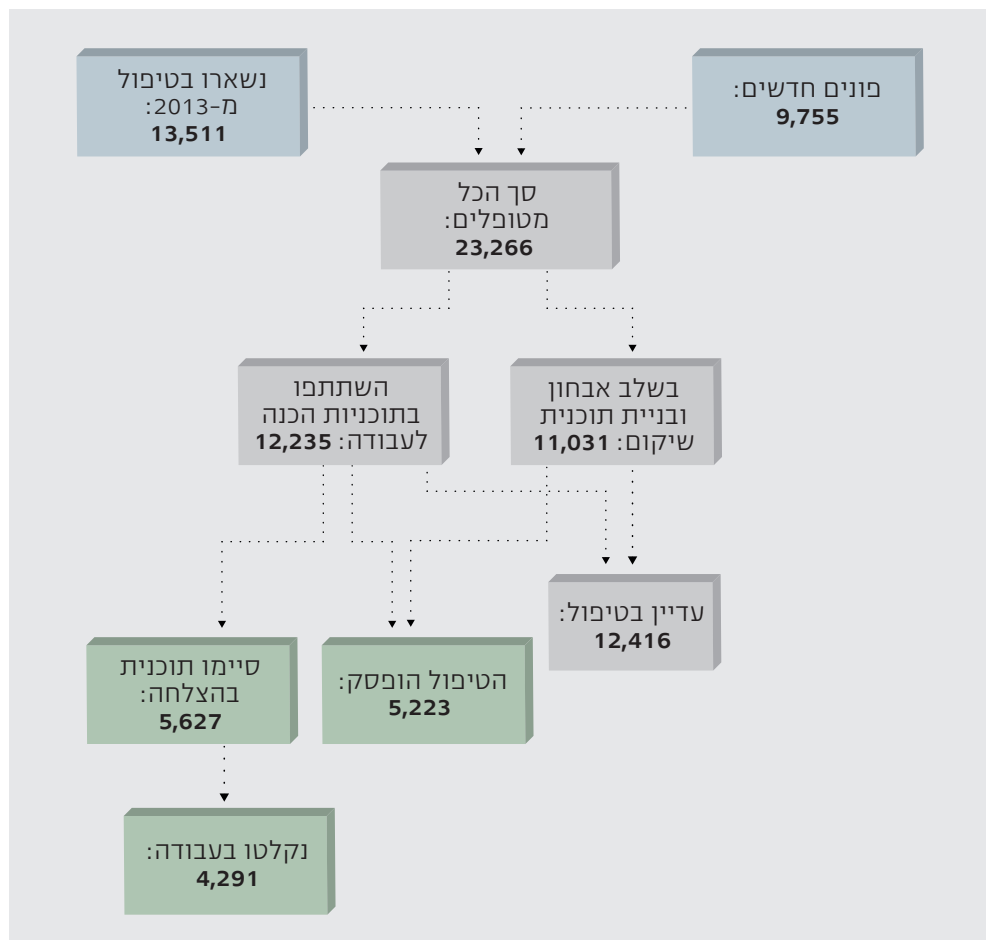 פונים חדשים:
9,755
נשארו בטיפול
מ-2013:
13,511
סך הכל
מטופלים:
23,266
בשלב אבחון
ובניית תוכנית
שיקום: 11,031
השתתפו
בתוכניות הכנה
לעבודה: 12,235
עדיין בטיפול:
12,416
הטיפול הופסק:
5,223
סיימו תוכנית
בהצלחה:
5,627
נקלטו בעבודה:
4,291